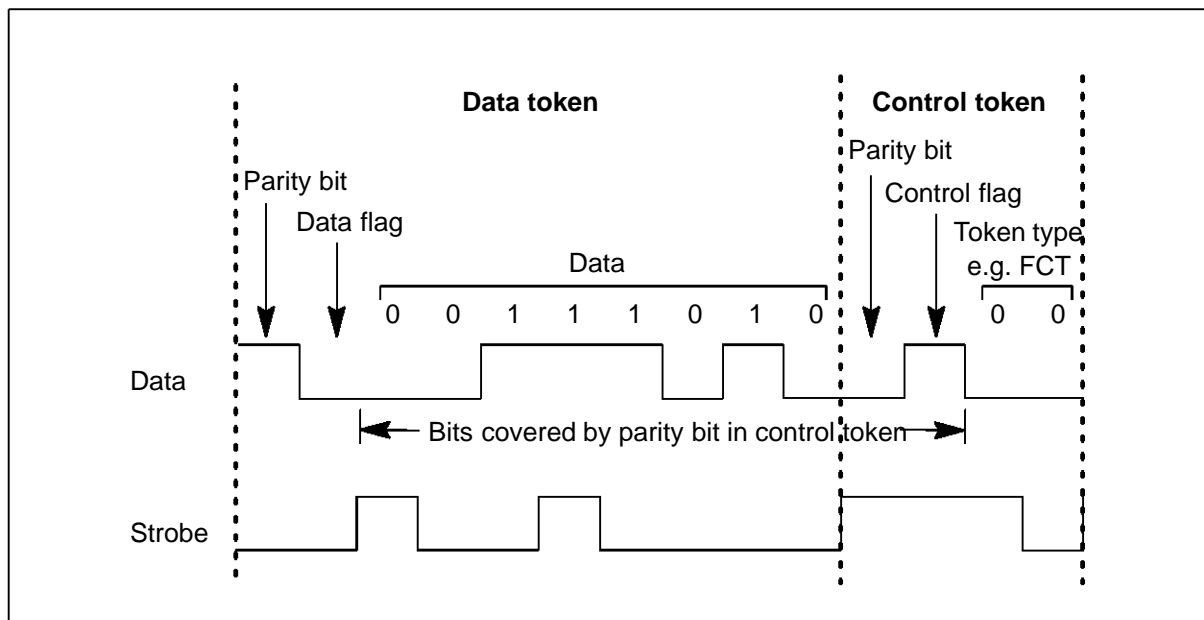 Data token
Control token
Parity bit
Parity bit
Data flag
Control flag
Token type
e.g. FCT
Data
0 0 1 1 1 0 1 0
0 0
Data
Bits covered by parity bit in control token
Strobe